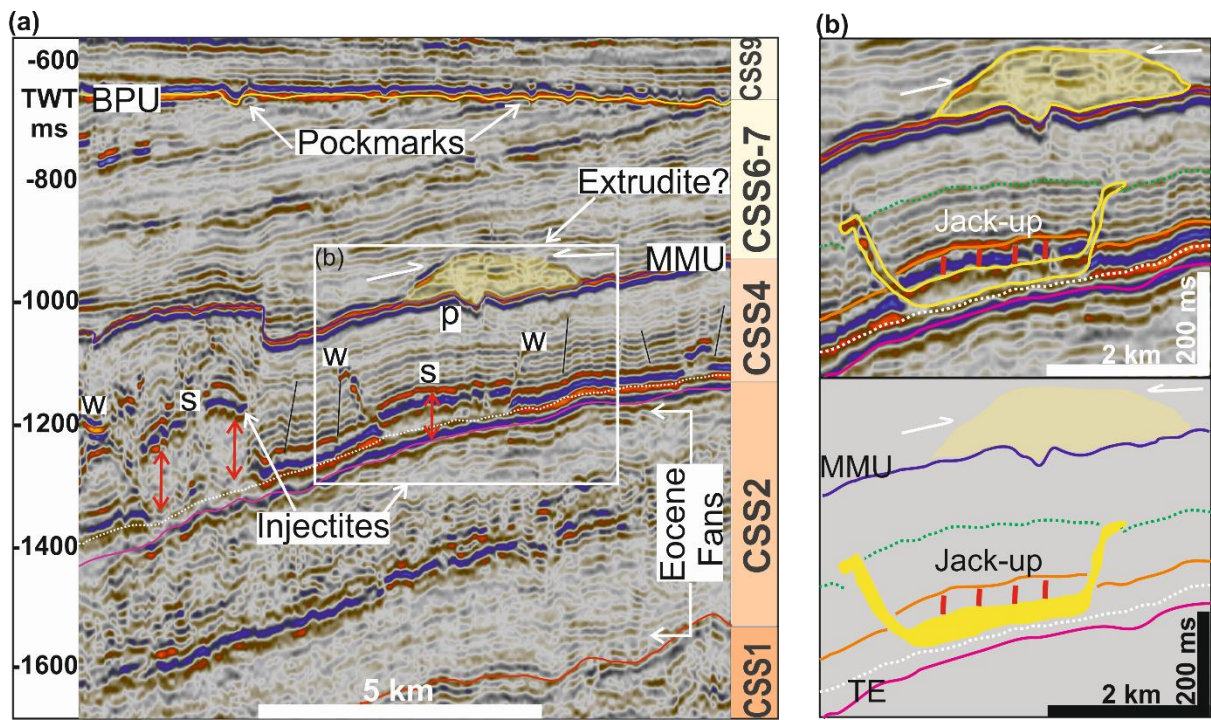 (a)
-600
TWT
ms
-800
-1000
-1200
-1400
-1600
BPU
Pockmarks
Extrudite?
(b)
MMU
p
w
w
s
w
s
Injectites
Eocene
Fans
5 km
CSS9
CSS6-7
CSS4
CSS2
CSS1
(b)
Jack-up
2 km
200 ms
MMU
Jack-up
TE
2 km
200 ms